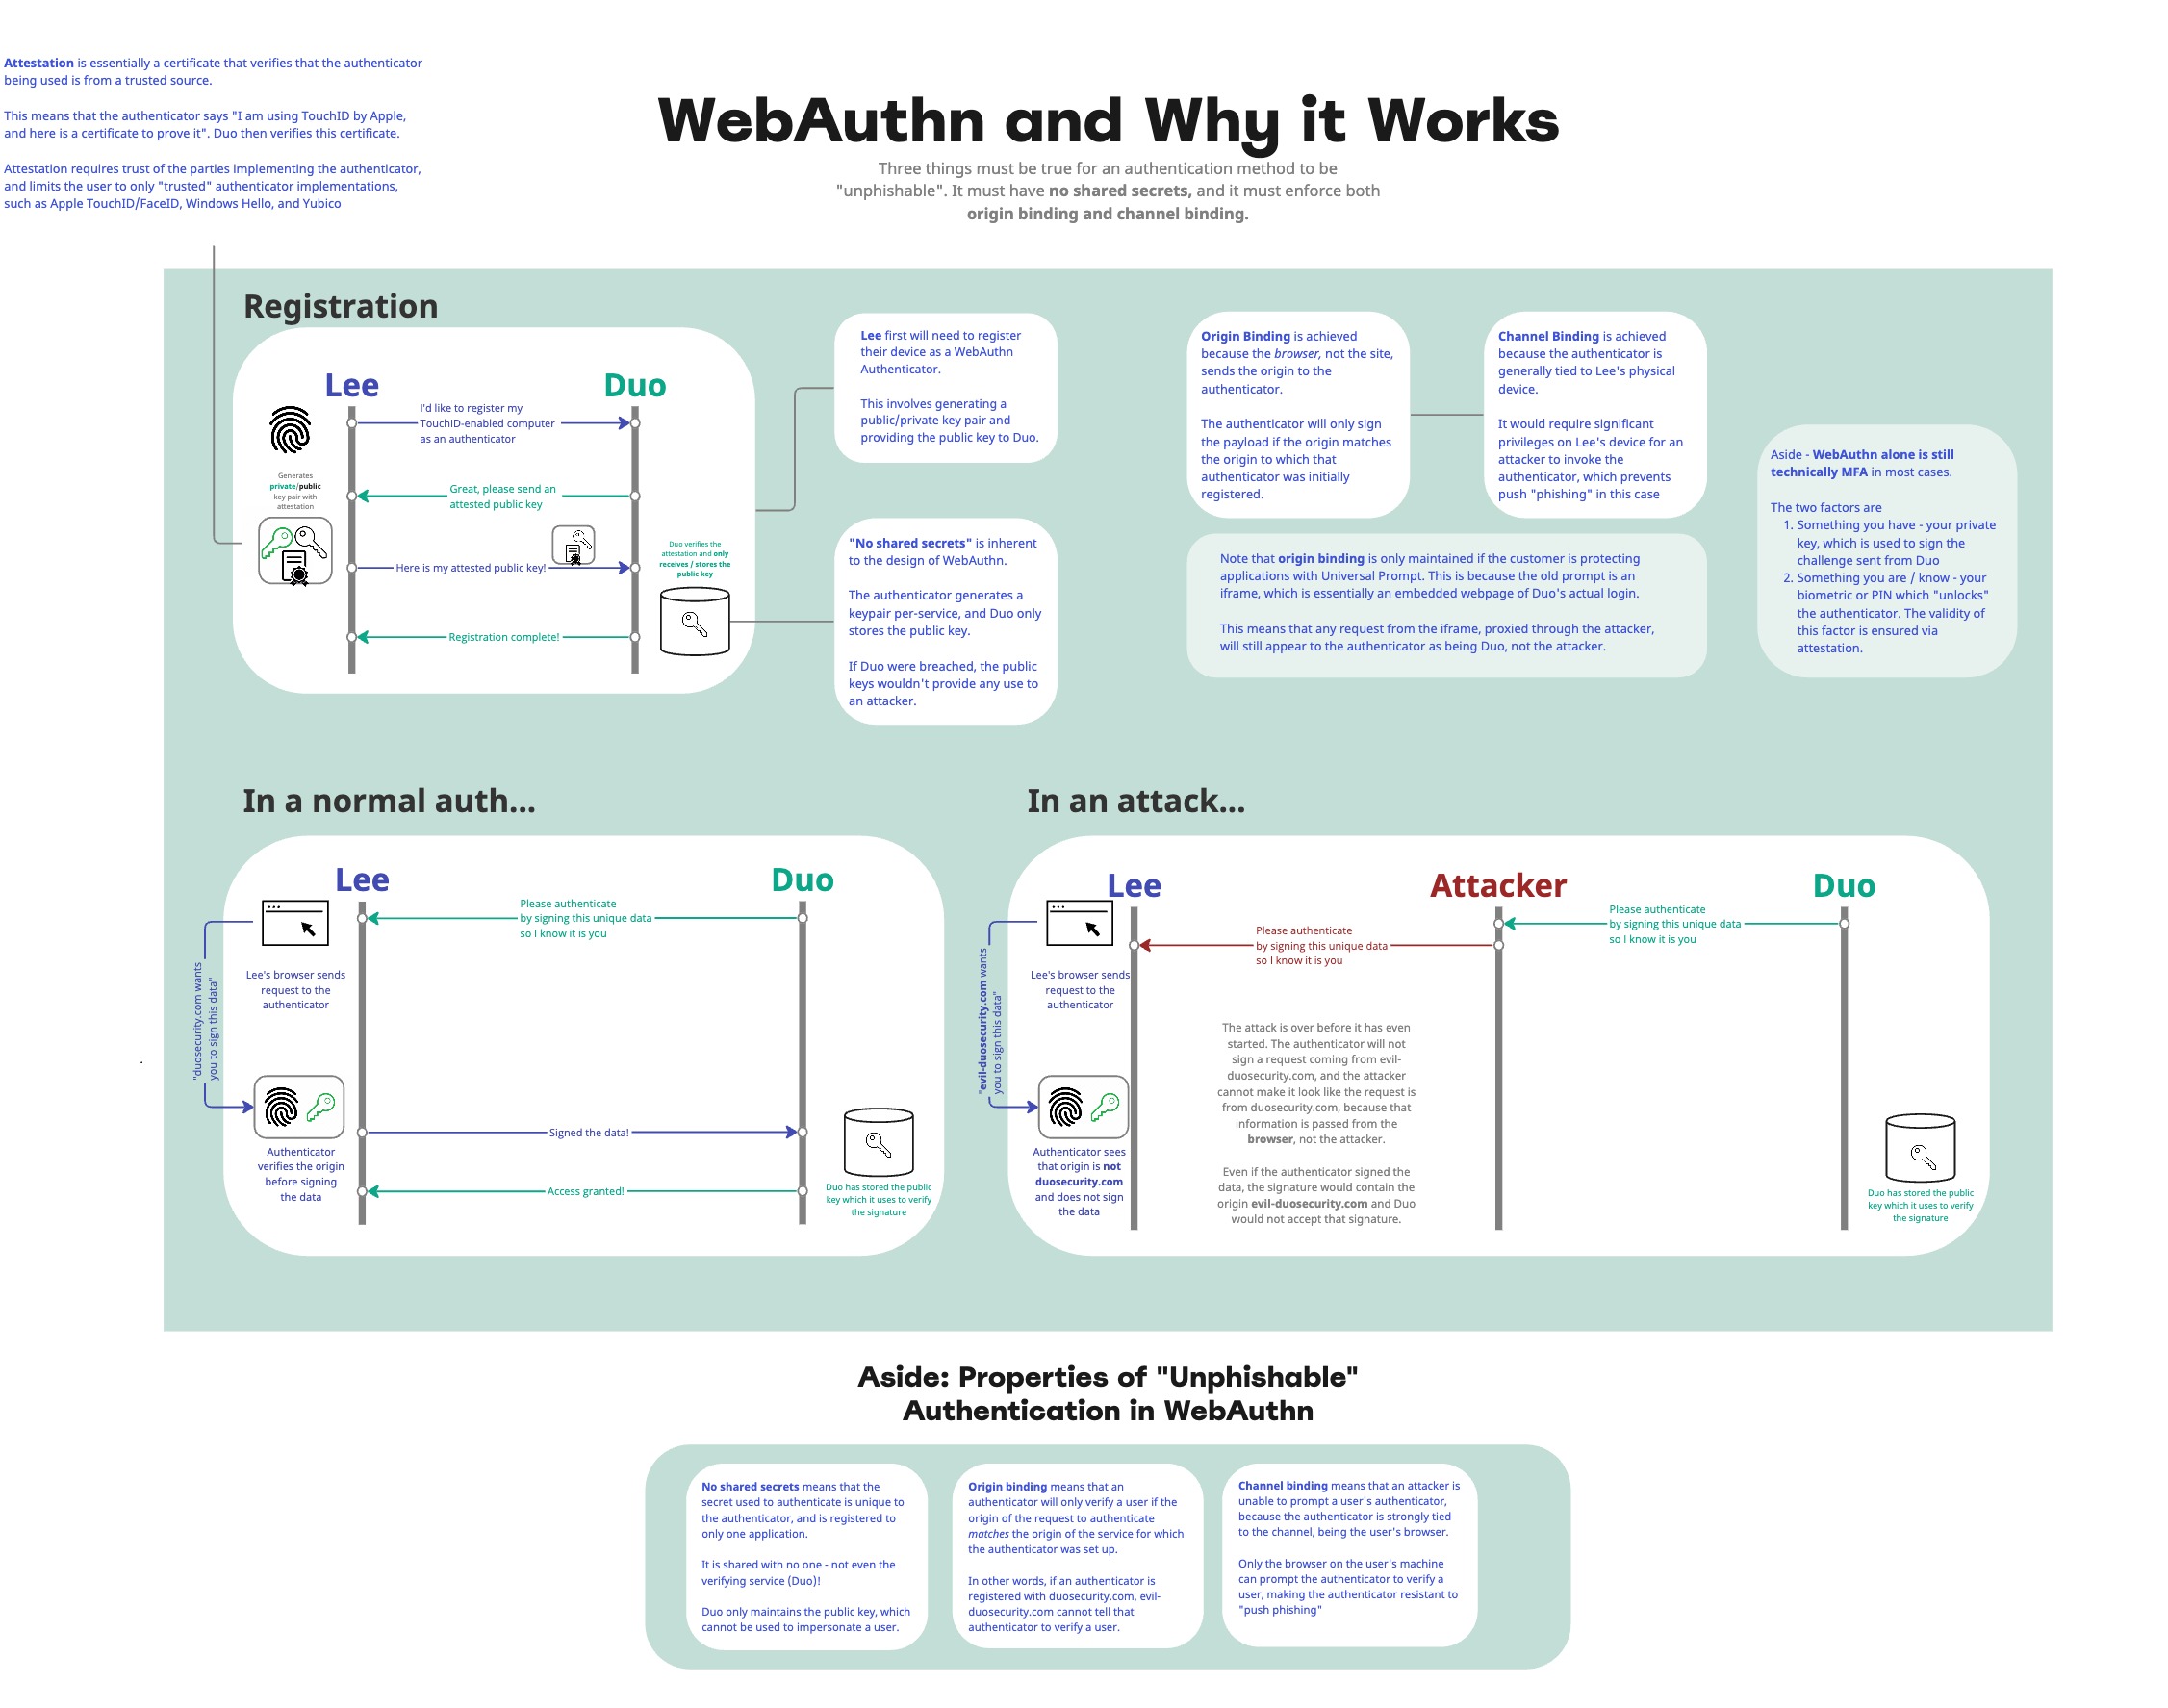 Attestation is essentially a certificate that verifies that the authenticator
being used is from a trusted source.
This means that the authenticator says "I am using TouchID by Apple,
and here is a certificate to prove it". Duo then verifies this certificate.
Attestation requires trust of the parties implementing the authenticator,
and limits the user to only "trusted" authenticator implementations,
such as Apple TouchID/FaceID, Windows Hello, and Yubico
WebAuthn and Why it Works
Three things must be true for an authentication method to be
"unphishable". It must have no shared secrets, and it must enforce both
origin binding and channel binding.
Registration
Lee
Duo
I'd like to register my
TouchID-enabled computer
as an authenticator
Generates
private/public
key pair with
attestation
Great, please send an
attested public key
Here is my attested public key!
Duo verifies the
attestation and only
receives / stores the
public key
Registration complete!
Lee first will need to register
their device as a WebAuthn
Authenticator.
This involves generating a
public/private key pair and
providing the public key to Duo.
"No shared secrets" is inherent
to the design of WebAuthn.
The authenticator generates a
keypair per-service, and Duo only
stores the public key.
If Duo were breached, the public
keys wouldn't provide any use to
an attacker.
Origin Binding is achieved
because the browser, not the site,
sends the origin to the
authenticator.
The authenticator will only sign
the payload if the origin matches
the origin to which that
authenticator was initially
registered.
Channel Binding is achieved
because the authenticator is
generally tied to Lee's physical
device.
It would require significant
privileges on Lee's device for an
attacker to invoke the
authenticator, which prevents
push "phishing" in this case
Note that origin binding is only maintained if the customer is protecting
applications with Universal Prompt. This is because the old prompt is an
iframe, which is essentially an embedded webpage of Duo's actual login.
This means that any request from the iframe, proxied through the attacker,
will still appear to the authenticator as being Duo, not the attacker.
Aside - WebAuthn alone is still
technically MFA in most cases.
The two factors are
1. Something you have - your private
key, which is used to sign the
challenge sent from Duo
2. Something you are / know - your
biometric or PIN which "unlocks"
the authenticator. The validity of
this factor is ensured via
attestation.
In a normal auth...
Lee
Duo
Please authenticate
by signing this unique data
so I know it is you
Lee's browser sends
request to the
authenticator
"duosecurity.com wants
you to sign this data"
Signed the data!
Authenticator
verifies the origin
before signing
the data
Access granted!
Duo has stored the public
key which it uses to verify
the signature
In an attack...
Lee
Attacker
Duo
Please authenticate
by signing this unique data
so I know it is you
Please authenticate
by signing this unique data
so I know it is you
Lee's browser sends
request to the
authenticator
"evil-duosecurity.com wants
you to sign this data"
The attack is over before it has even
started. The authenticator will not
sign a request coming from evil-
duosecurity.com, and the attacker
cannot make it look like the request is
from duosecurity.com, because that
information is passed from the
browser, not the attacker.
Even if the authenticator signed the
data, the signature would contain the
origin evil-duosecurity.com and Duo
would not accept that signature.
Authenticator sees
that origin is not
duosecurity.com
and does not sign
the data
Duo has stored the public
key which it uses to verify
the signature
Aside: Properties of "Unphishable"
Authentication in WebAuthn
No shared secrets means that the
secret used to authenticate is unique to
the authenticator, and is registered to
only one application.
It is shared with no one - not even the
verifying service (Duo)!
Duo only maintains the public key, which
cannot be used to impersonate a user.
Origin binding means that an
authenticator will only verify a user if the
origin of the request to authenticate
matches the origin of the service for which
the authenticator was set up.
In other words, if an authenticator is
registered with duosecurity.com, evil-
duosecurity.com cannot tell that
authenticator to verify a user.
Channel binding means that an attacker is
unable to prompt a user's authenticator,
because the authenticator is strongly tied
to the channel, being the user's browser.
Only the browser on the user's machine
can prompt the authenticator to verify a
user, making the authenticator resistant to
"push phishing"